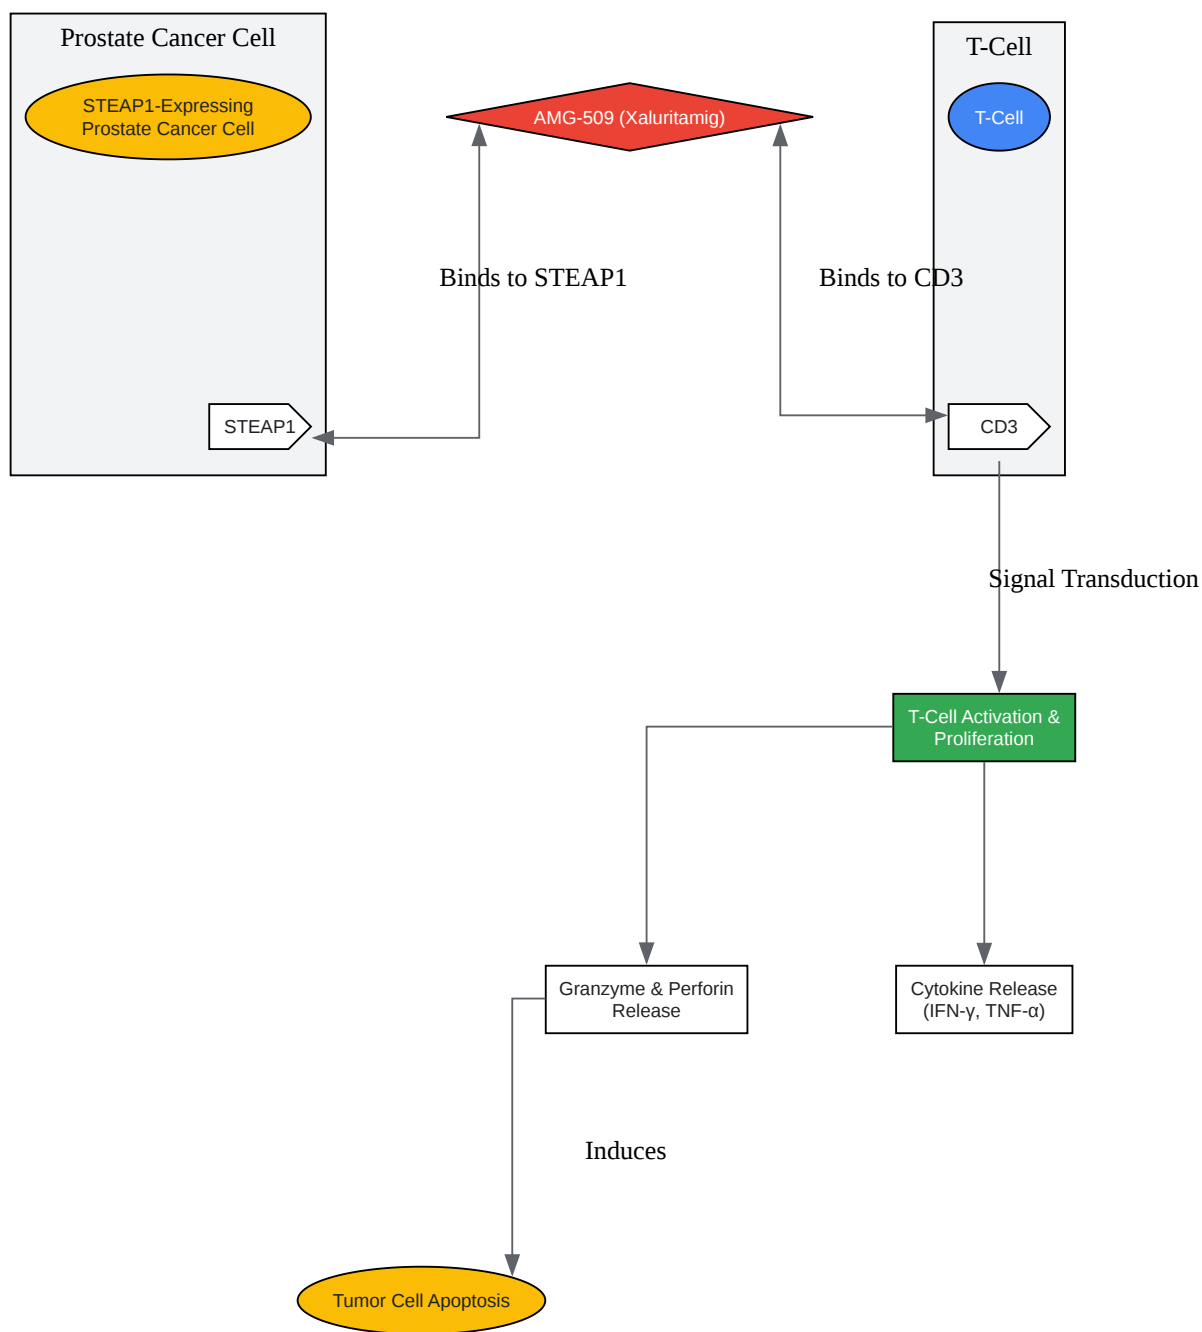 Prostate Cancer Cell
T-Cell
STEAP1-Expressing
Prostate Cancer Cell
AMG-509 (Xaluritamig)
T-Cell
Binds to STEAP1
Binds to CD3
STEAP1
CD3
Signal Transduction
T-Cell Activation &
Proliferation
Granzyme & Perforin
Release
Cytokine Release
(IFN-γ, TNF-α)
Induces
Tumor Cell Apoptosis